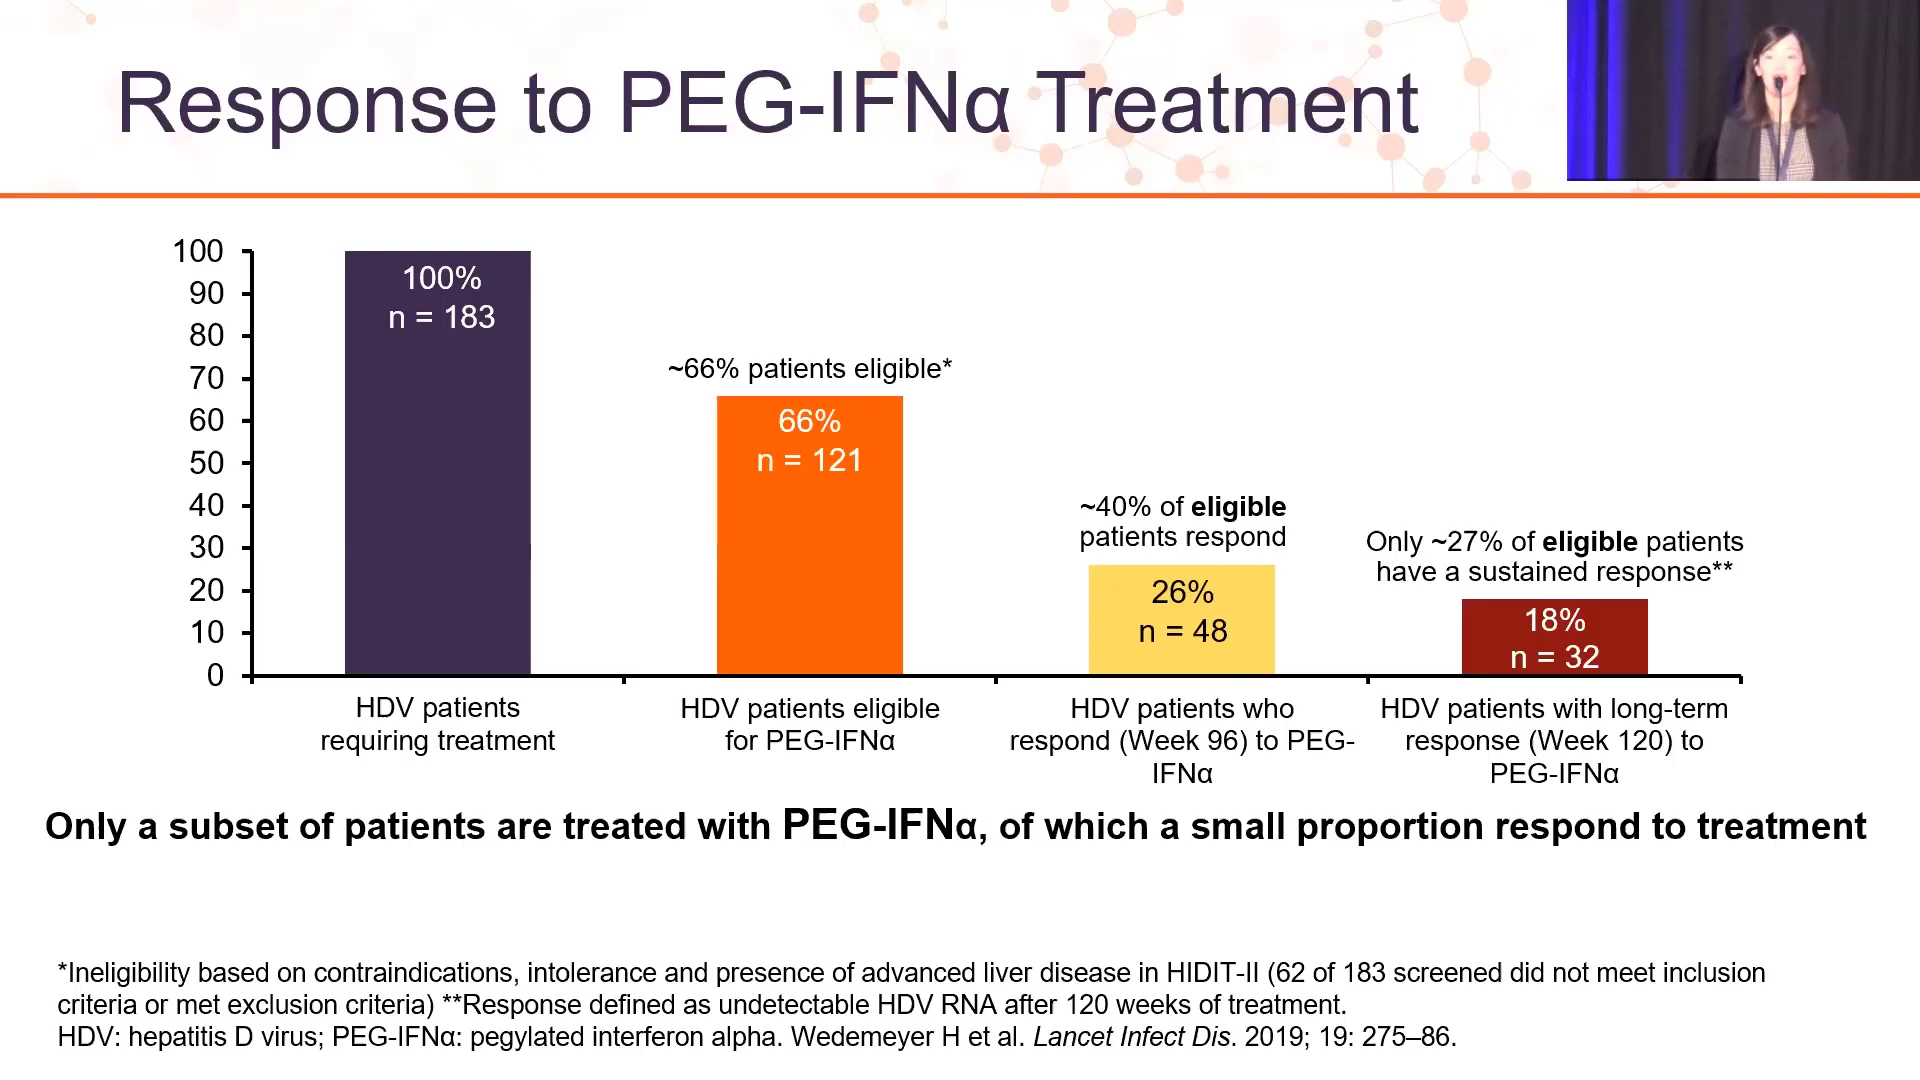 Response to PEG-IFNα Treatment
100
90
80
70
60
50
40
30
20
10
0
100%
n = 183
~66% patients eligible*
66%
n = 121
~40% of eligible
patients respond
26%
n = 48
Only ~27% of eligible patients
have a sustained response**
18%
n = 32
HDV patients
requiring treatment
HDV patients eligible
for PEG-IFNα
HDV patients who
respond (Week 96) to PEG-
IFNα
HDV patients with long-term
response (Week 120) to
PEG-IFNα
Only a subset of patients are treated with PEG-IFNα, of which a small proportion respond to treatment
*Ineligibility based on contraindications, intolerance and presence of advanced liver disease in HIDIT-II (62 of 183 screened did not meet inclusion
criteria or met exclusion criteria) **Response defined as undetectable HDV RNA after 120 weeks of treatment.
HDV: hepatitis D virus; PEG-IFNα: pegylated interferon alpha. Wedemeyer H et al. Lancet Infect Dis. 2019; 19: 275–86.